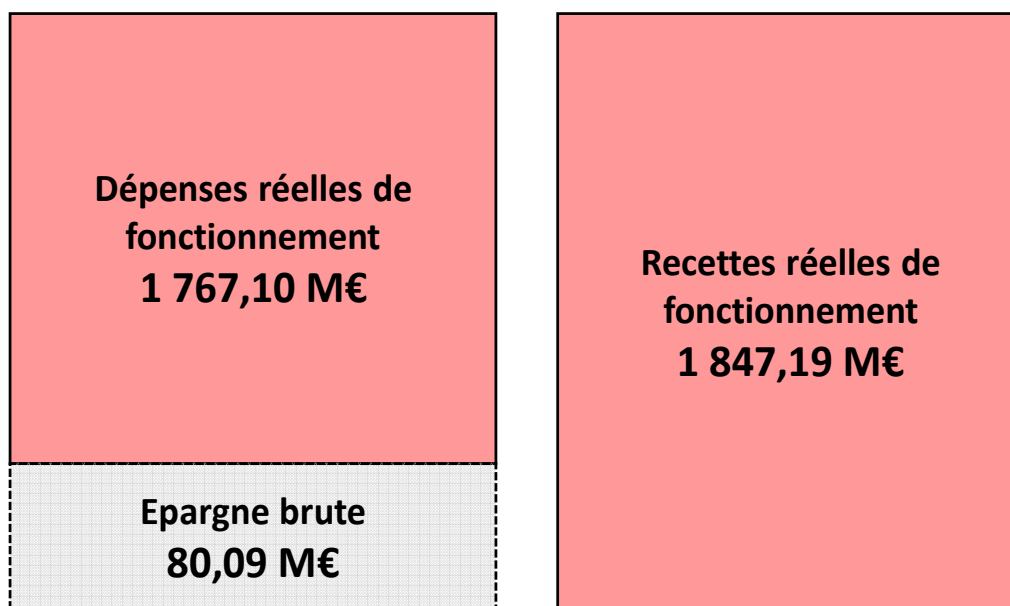 Dépenses réelles de
fonctionnement
1 767,10 M€
Epargne brute
80,09 M€
Recettes réelles de
fonctionnement
1 847,19 M€